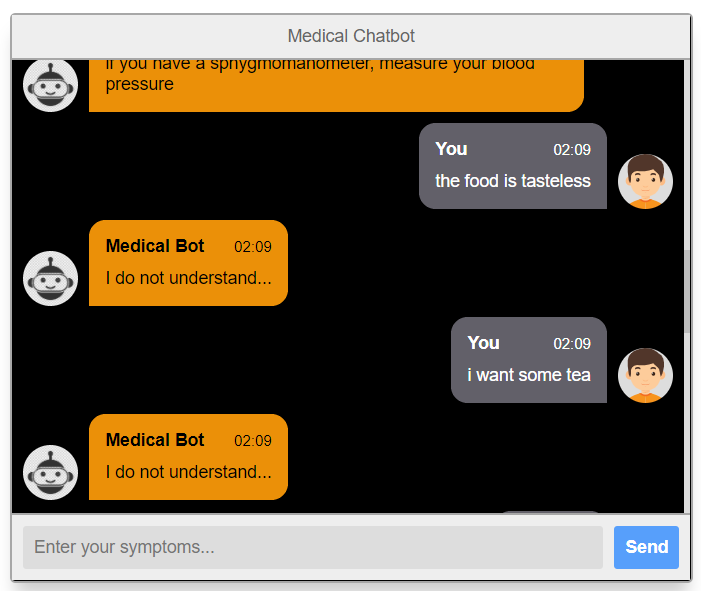 Medical Chatbot
If you have a sphygmomanometer, measure your blood
pressure
You 02:09
the food is tasteless
Medical Bot 02:09
I do not understand...
You 02:09
i want some tea
Medical Bot 02:09
I do not understand...
Enter your symptoms...
Send